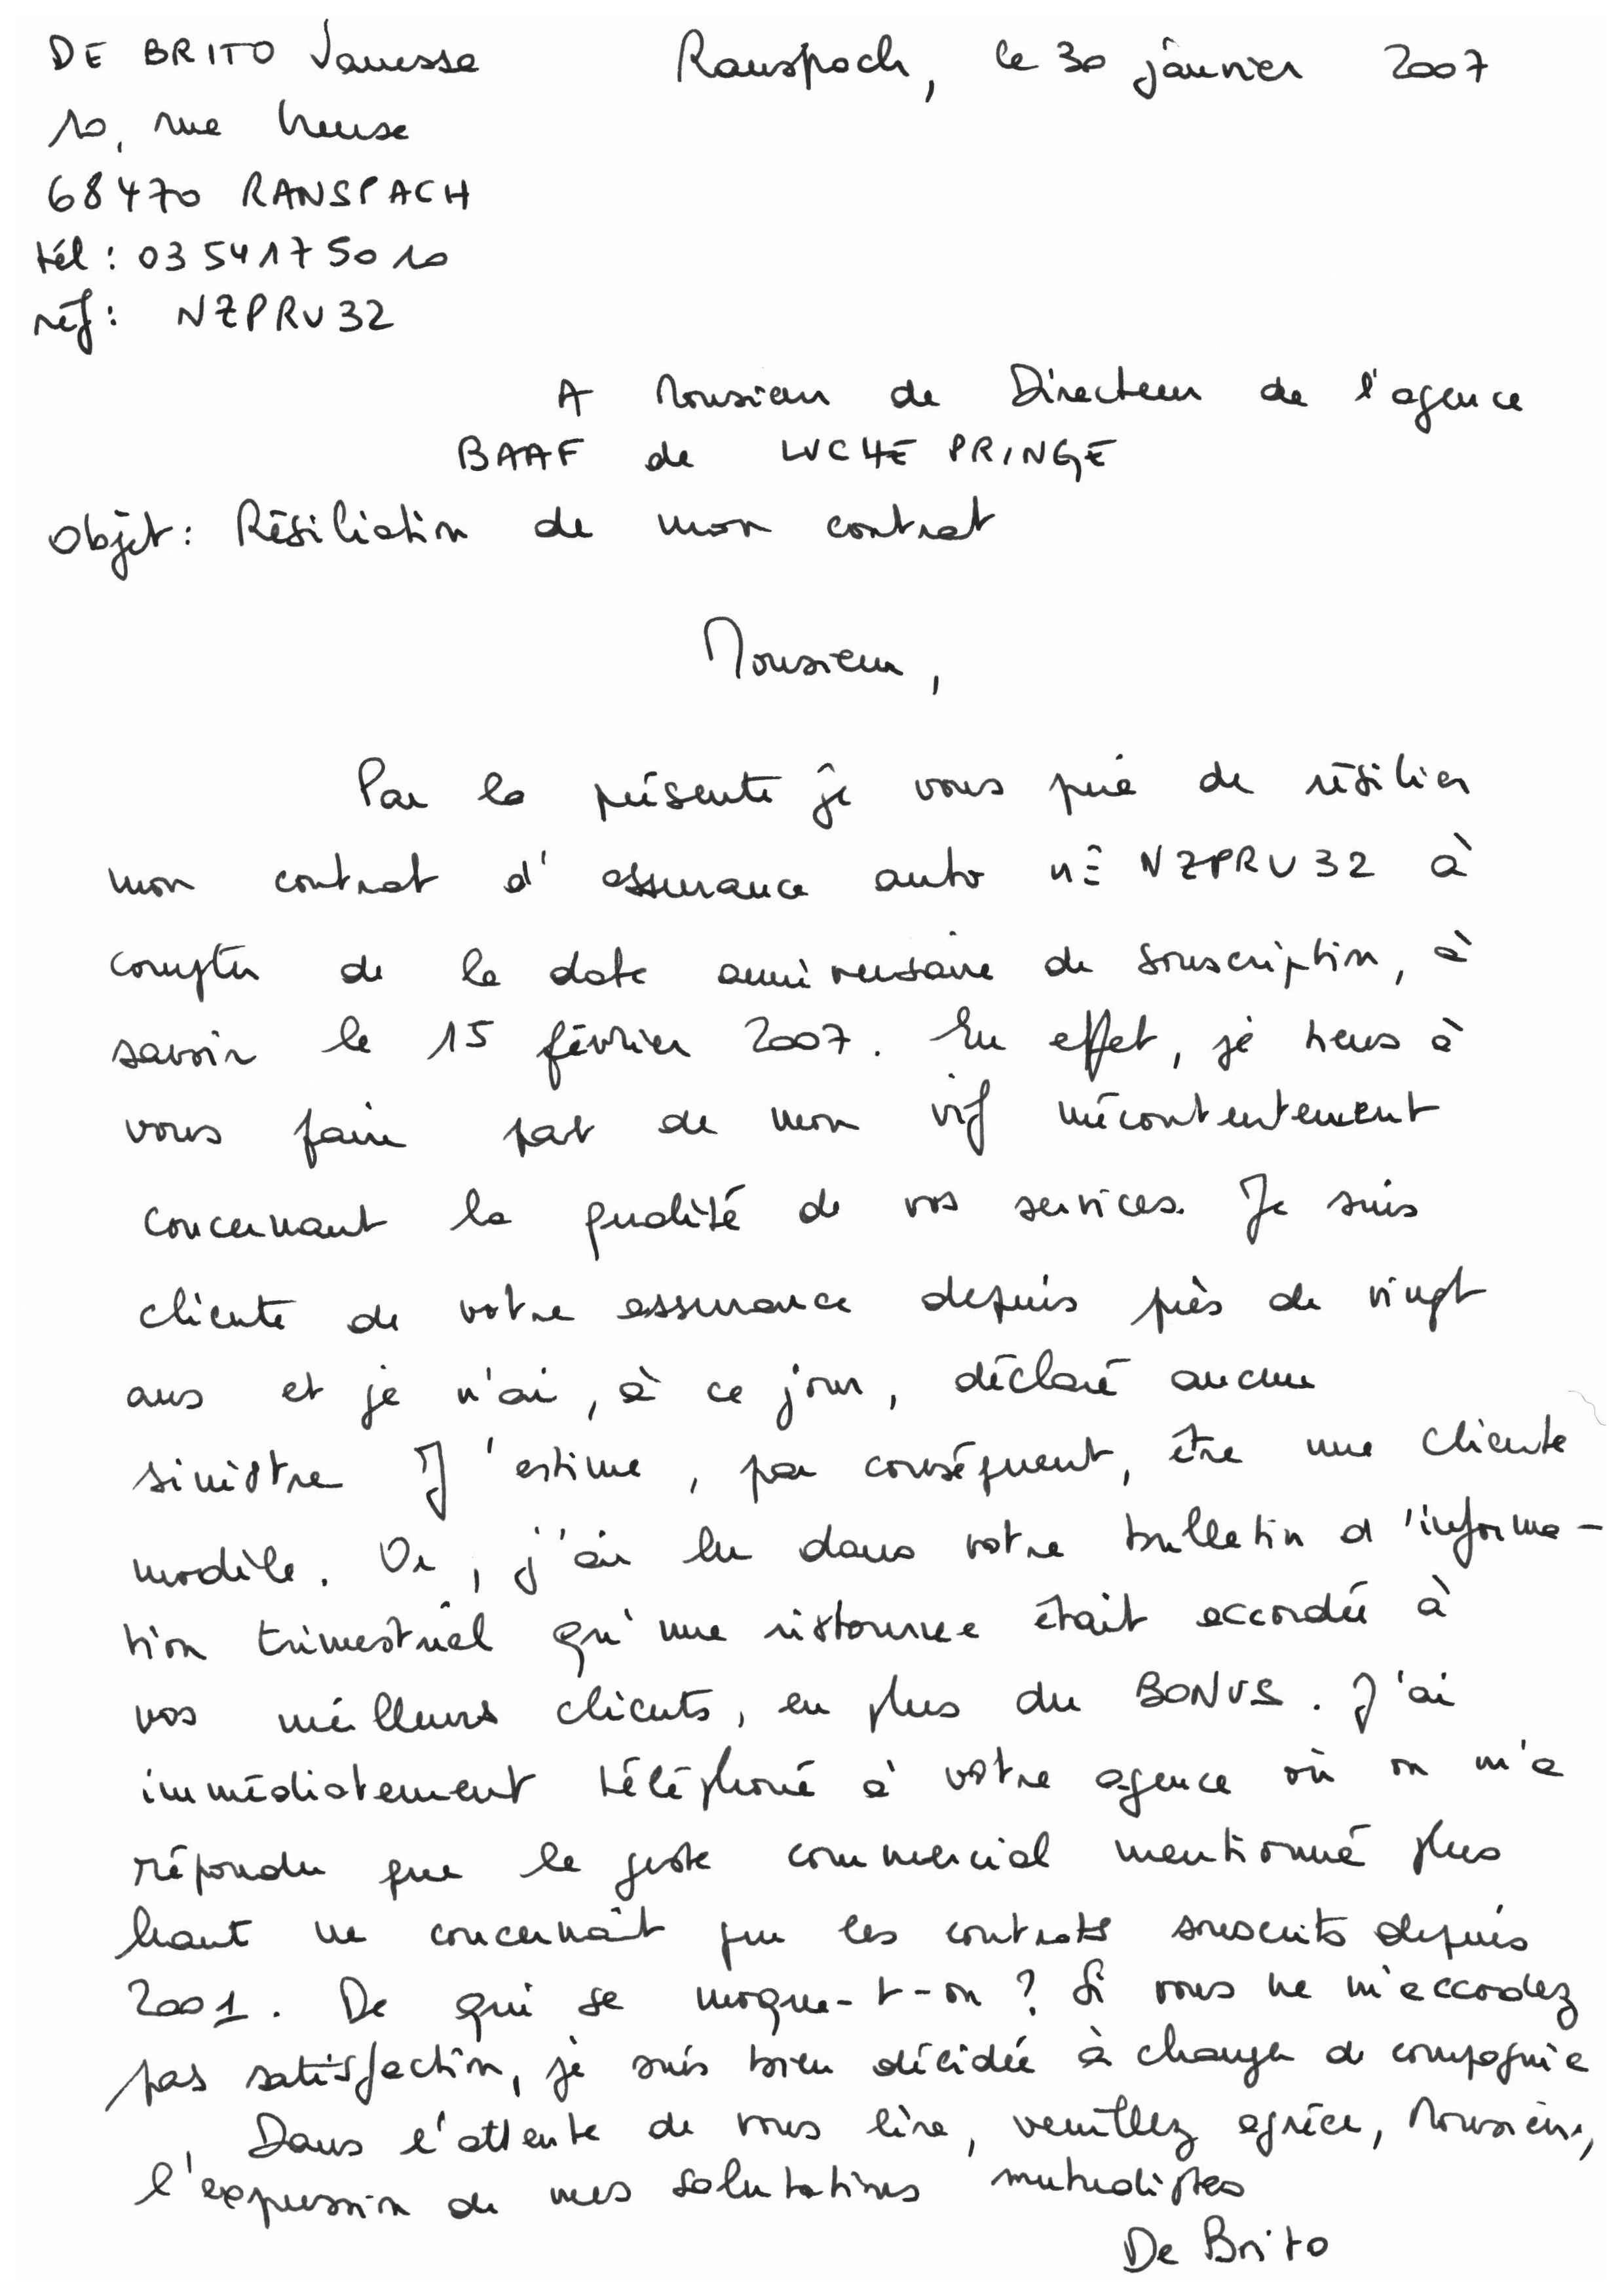 DE BRITO Vanessa
Ranspach, le 30 janvier 2007
10, rue heuse
68470 RANSPACH
tél : 03 54 17 50 10
réf : NZPRU32
A Monsieur de Directeur de l'agence
BAAF de LUCHE PRINGE
Objet : Résiliation de mon contrat
Monsieur,
Par la présente je vous prie de résilier
mon contrat d'assurance auto n° NZPRU32 à
compter de la date anniversaire de souscription, à
savoir le 15 février 2007. En effet, je tiens à
vous faire part de mon vif mécontentement
concernant la qualité de vos services. Je suis
cliente de votre assurance depuis près de vingt
ans et je n'ai, à ce jour, déclaré aucun
sinistre J'estime, par conséquent, être une cliente
modèle. Or, j'ai lu dans votre bulletin d'informa-
tion trimestriel qu'une ristournee était accordée à
vos meilleurs clients, en plus du BONUS. J'ai
immédiatement téléphoné à votre agence où on m'a
répondu que le geste commercial mentionné plus
haut ne concernait que les contrats souscrits depuis
2001. De qui se moque-t-on ? Si vous ne m'accordez
pas satisfaction, je suis bien décidée à changer de compagnie
Dans l'attente de vous lire, veuillez agréer, Monsieur,
l'expression de mes salutations mutualistes
De Brito